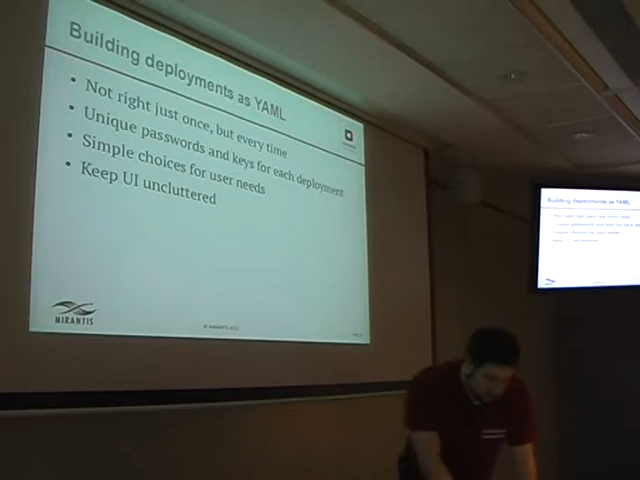 Building deployments as YAML
• Not right just once, but every time
• Unique passwords and keys for each deployment
• Simple choices for user needs
• Keep UI uncluttered
MIRANTIS
Building deployments as YAML